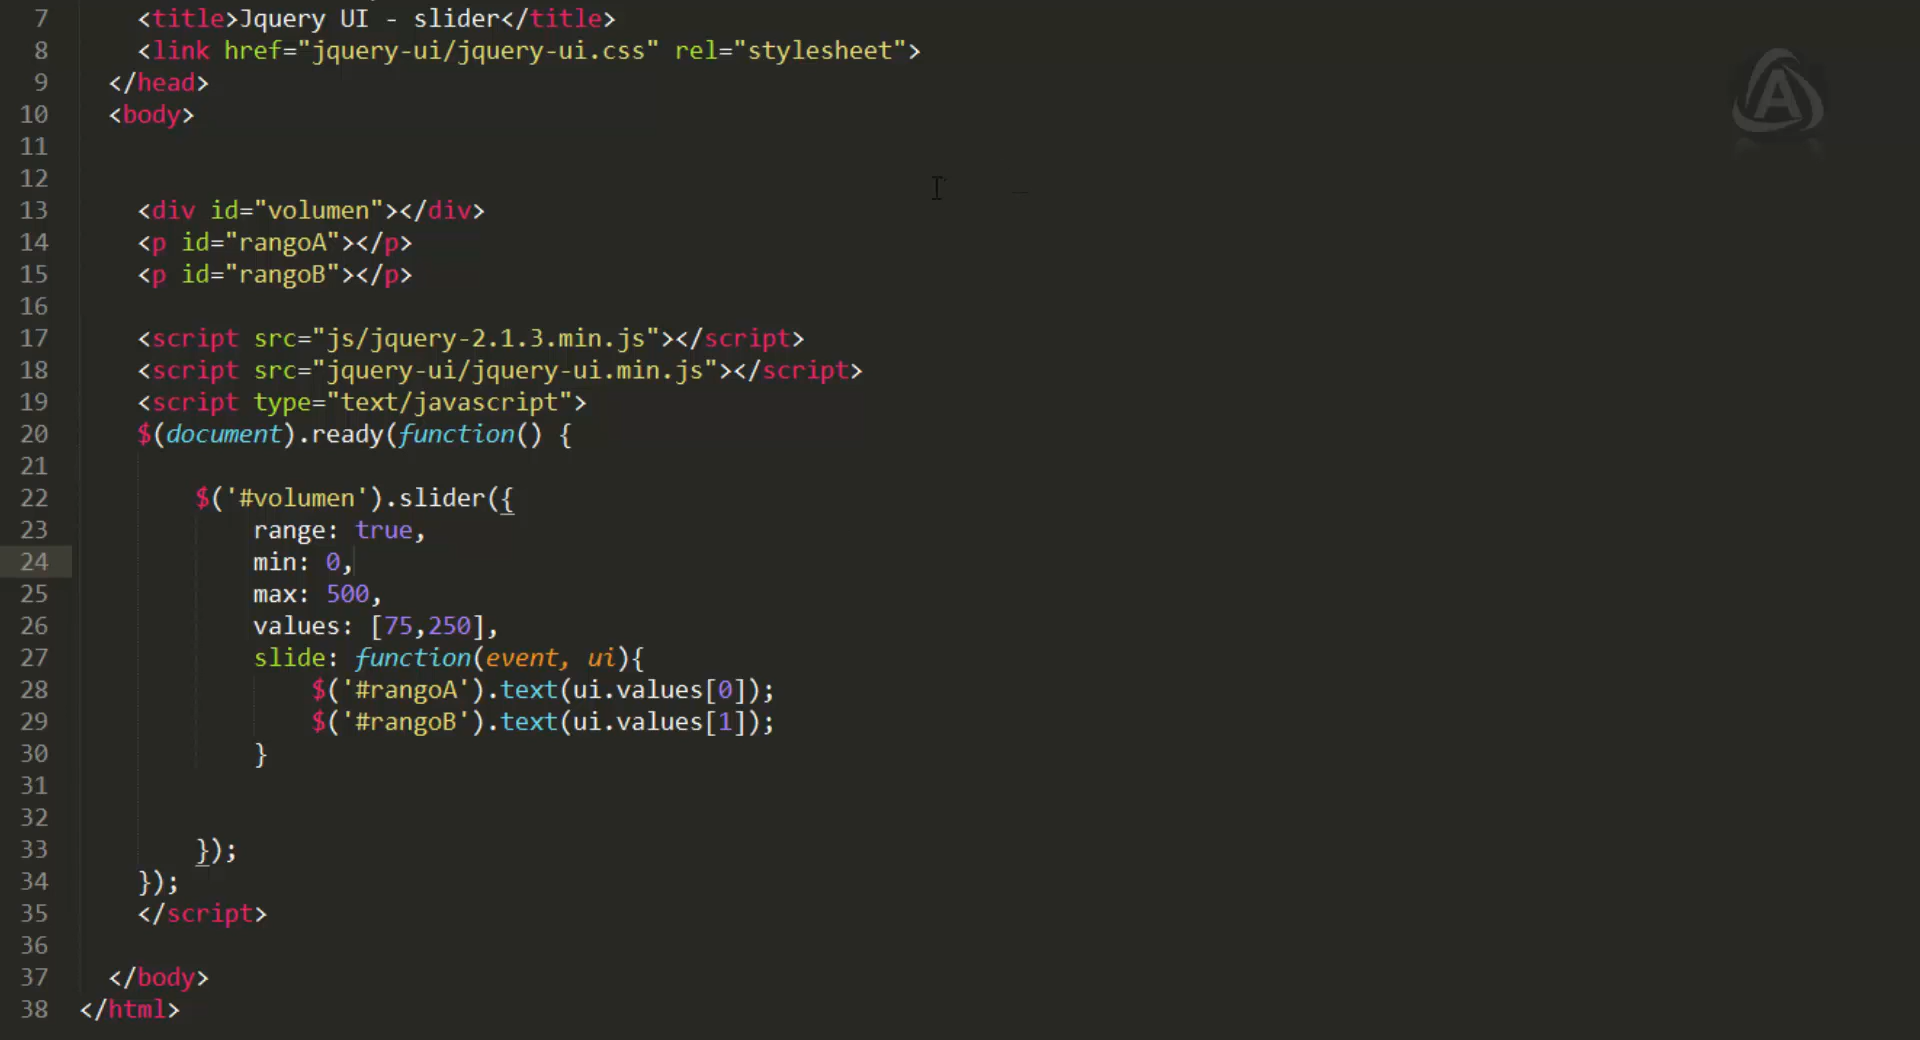 7 <title>Jquery UI - slider</title>
8 <link href="jquery-ui/jquery-ui.css" rel="stylesheet">
9 </head>
10 <body>
11
12
13 <div id="volumen"></div>
14 <p id="rangoA"></p>
15 <p id="rangoB"></p>
16
17 <script src="js/jquery-2.1.3.min.js"></script>
18 <script src="jquery-ui/jquery-ui.min.js"></script>
19 <script type="text/javascript">
20 $(document).ready(function() {
21
22 $('#volumen').slider({
23 range: true,
24 min: 0,
25 max: 500,
26 values: [75,250],
27 slide: function(event, ui){
28 $('#rangoA').text(ui.values[0]);
29 $('#rangoB').text(ui.values[1]);
30 }
31
32
33 });
34 });
35 </script>
36
37 </body>
38 </html>
A